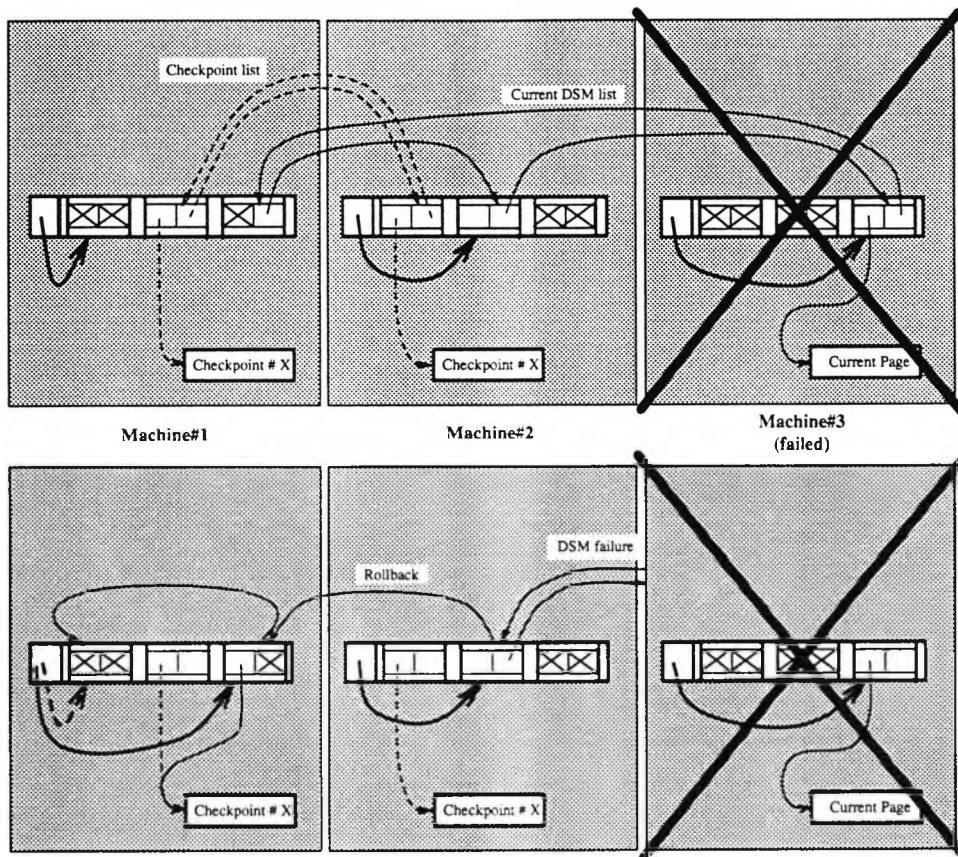 Checkpoint list
Current DSM list
Checkpoint # X
Checkpoint # X
Current Page
Machine#1
Machine#2
Machine#3
(failed)
DSM failure
Rollback
Checkpoint # X
Checkpoint # X
Current Page